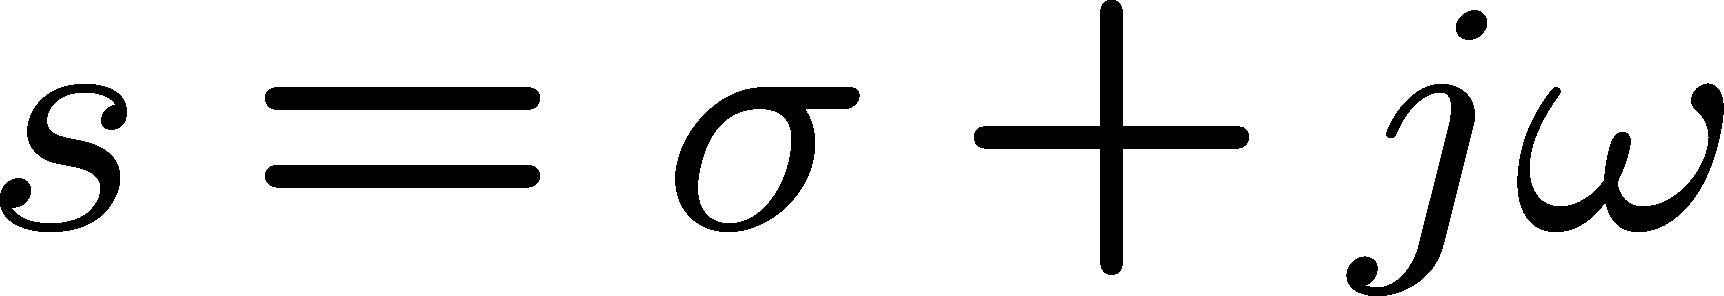 s = σ + jω